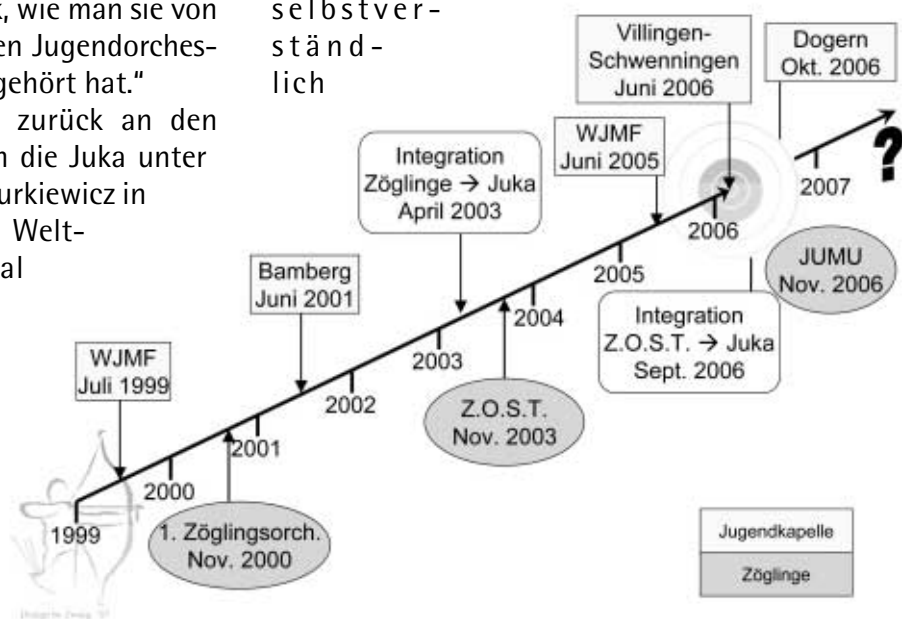 k, wie man sie von
en Jugendorches-
gehört hat.“
zurück an den
n die Juka unter
urkiewicz in
Welt-
al
selbstver-
ständ-
lich
WJMF
Juli 1999
Bamberg
Juni 2001
Integration
Zöglinge → Juka
April 2003
WJMF
Juni 2005
Villingen-
Schwenningen
Juni 2006
Dogern
Okt. 2006
?
1999
2000
2001
2002
2003
2004
2005
2006
2007
1. Zöglingsorch.
Nov. 2000
Z.O.S.T.
Nov. 2003
Integration
Z.O.S.T. → Juka
Sept. 2006
JUMU
Nov. 2006
Jugendkapelle
Zöglinge